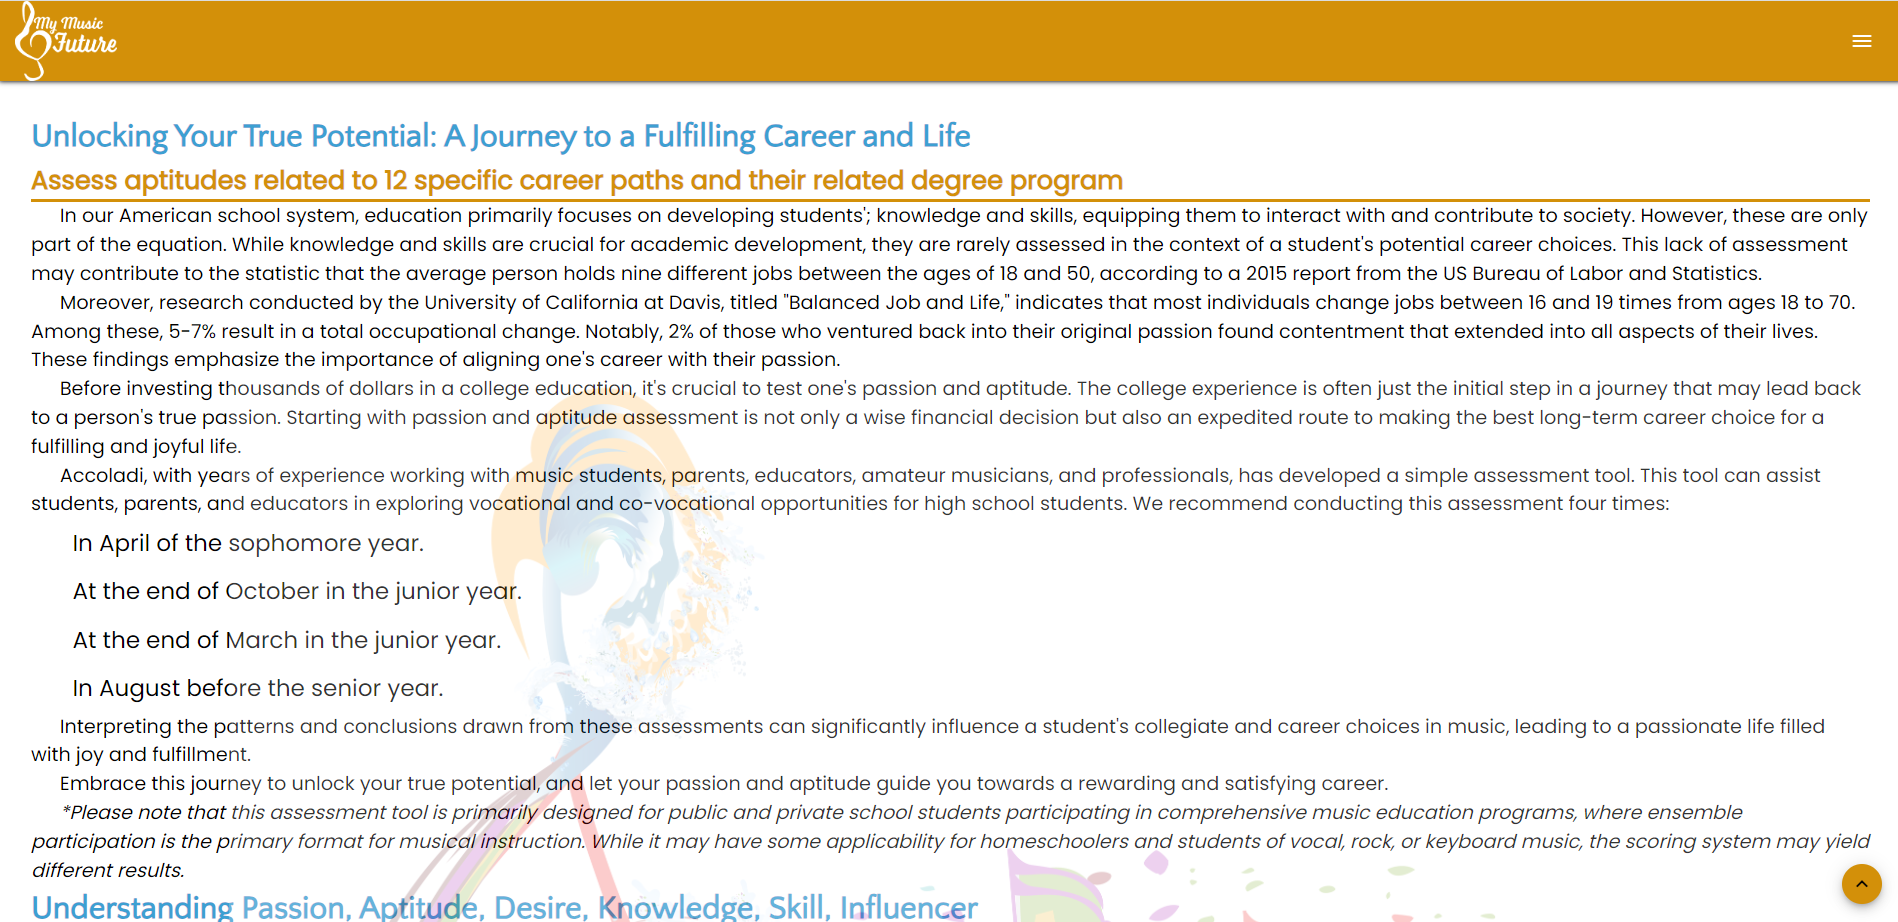 My Music
Future
Unlocking Your True Potential: A Journey to a Fulfilling Career and Life
Assess aptitudes related to 12 specific career paths and their related degree program
In our American school system, education primarily focuses on developing students'; knowledge and skills, equipping them to interact with and contribute to society. However, these are only
part of the equation. While knowledge and skills are crucial for academic development, they are rarely assessed in the context of a student's potential career choices. This lack of assessment
may contribute to the statistic that the average person holds nine different jobs between the ages of 18 and 50, according to a 2015 report from the US Bureau of Labor and Statistics.
Moreover, research conducted by the University of California at Davis, titled "Balanced Job and Life," indicates that most individuals change jobs between 16 and 19 times from ages 18 to 70.
Among these, 5-7% result in a total occupational change. Notably, 2% of those who ventured back into their original passion found contentment that extended into all aspects of their lives.
These findings emphasize the importance of aligning one's career with their passion.
Before investing thousands of dollars in a college education, it's crucial to test one's passion and aptitude. The college experience is often just the initial step in a journey that may lead back
to a person's true passion. Starting with passion and aptitude assessment is not only a wise financial decision but also an expedited route to making the best long-term career choice for a
fulfilling and joyful life.
Accoladi, with years of experience working with music students, parents, educators, amateur musicians, and professionals, has developed a simple assessment tool. This tool can assist
students, parents, and educators in exploring vocational and co-vocational opportunities for high school students. We recommend conducting this assessment four times:
In April of the sophomore year.
At the end of October in the junior year.
At the end of March in the junior year.
In August before the senior year.
Interpreting the patterns and conclusions drawn from these assessments can significantly influence a student's collegiate and career choices in music, leading to a passionate life filled
with joy and fulfillment.
Embrace this journey to unlock your true potential, and let your passion and aptitude guide you towards a rewarding and satisfying career.
*Please note that this assessment tool is primarily designed for public and private school students participating in comprehensive music education programs, where ensemble
participation is the primary format for musical instruction. While it may have some applicability for homeschoolers and students of vocal, rock, or keyboard music, the scoring system may yield
different results.
Understanding Passion, Aptitude, Desire, Knowledge, Skill, Influencer